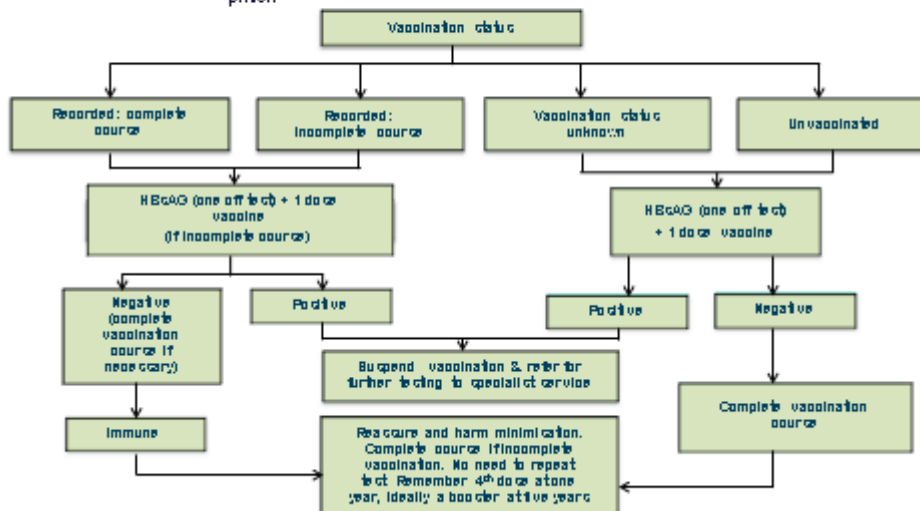 Vaccination status
Recorded: complete
course
Recorded:
Incomplete course
Vaccination status
unknown
Unvaccinated
HBsAG (one off test) + 1 dose
vaccine
(if incomplete course)
HBsAG (one off test)
+ 1 dose vaccine
Negative
(complete
vaccination
course if
necessary)
Positive
Positive
Negative
Suspend vaccination & refer for
further testing to specialist service
Complete vaccination
course
Immune
Reassure and harm minimisation.
Complete course if incomplete
vaccination. No need to repeat
test. Remember 4th dose at one
year, ideally a booster at five years